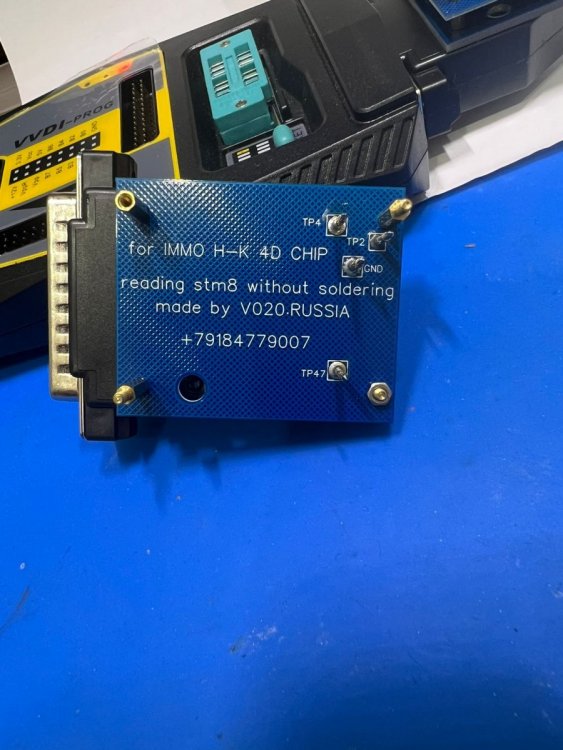 VVDI-PROG
TP4
TP2
for IMMO H-K 4D CHIP
GND
reading stm8 without soldering
made by V020.RUSSIA
+79184779007
TP47